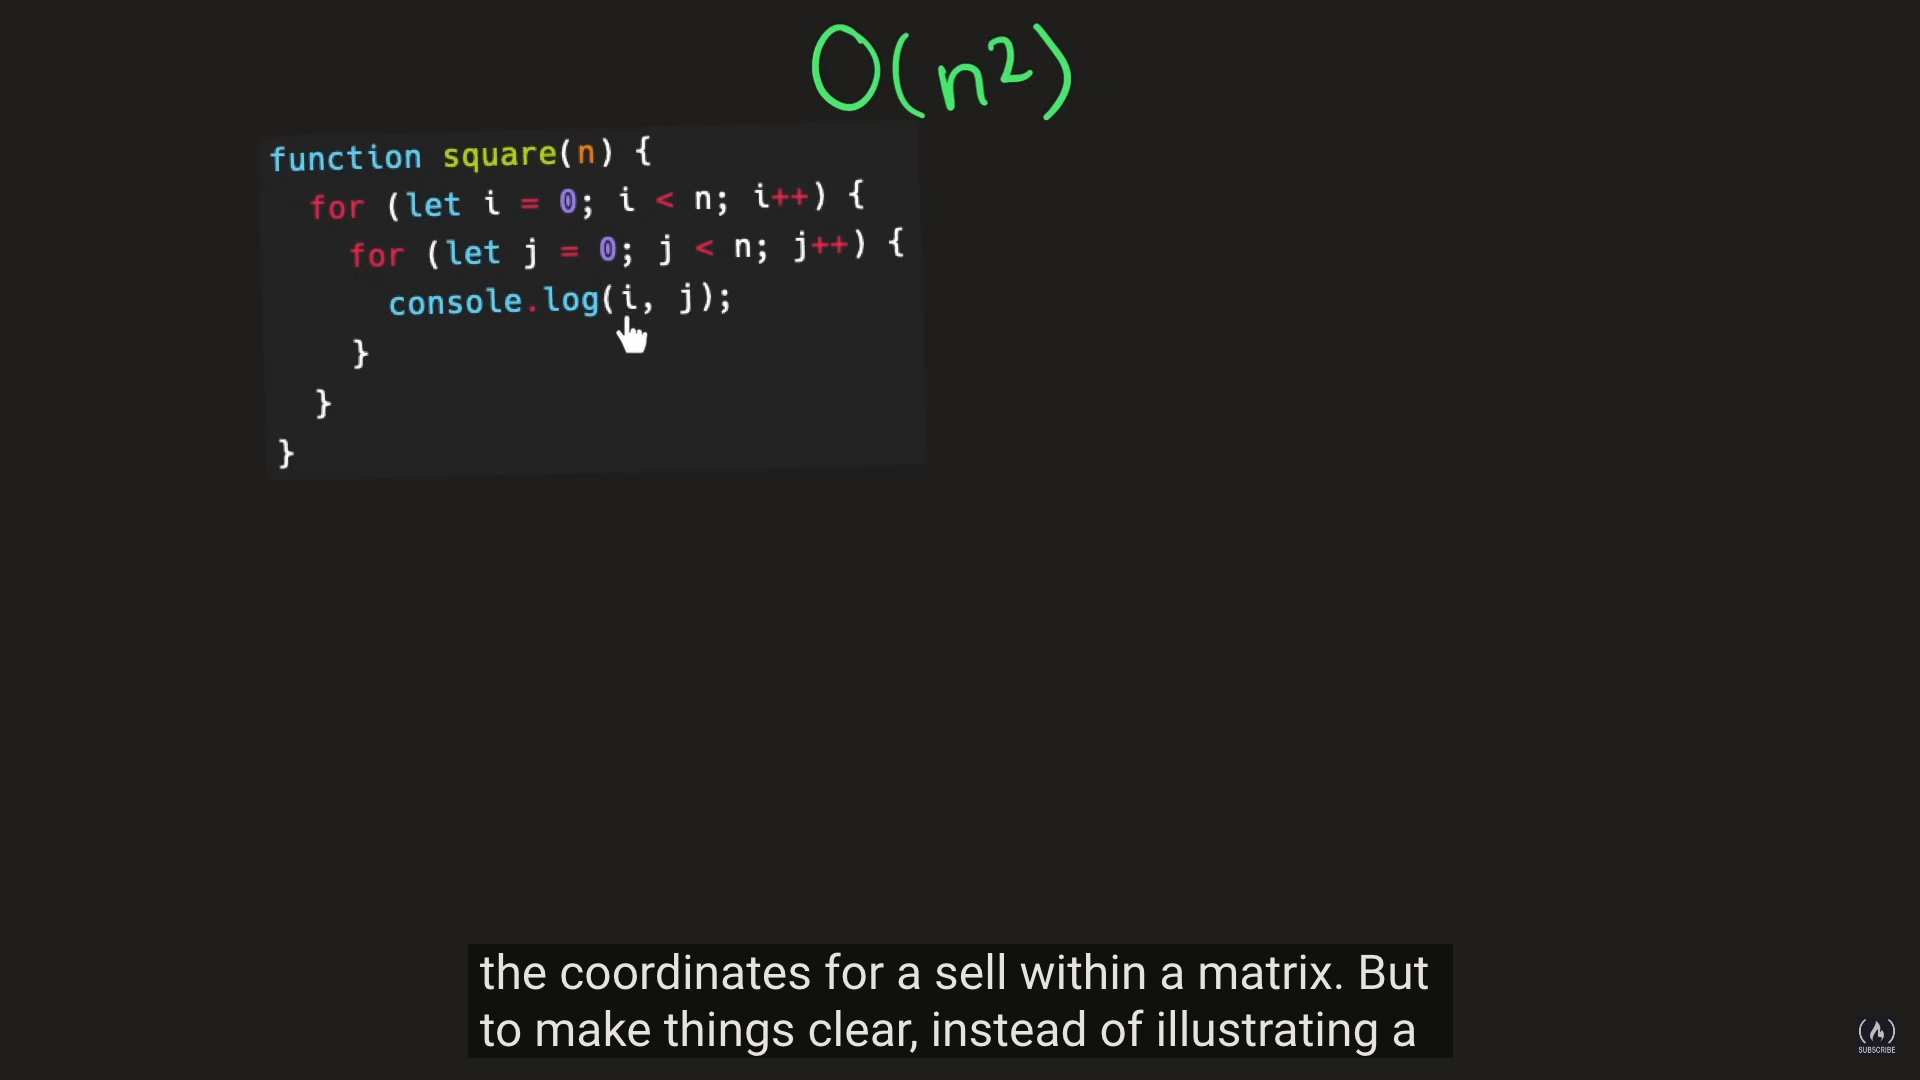 O(n²)
function square(n) {
for (let i = 0; i < n; i++) {
for (let j = 0; j < n; j++) {
console.log(i, j);
}
}
}
the coordinates for a sell within a matrix. But
to make things clear, instead of illustrating a
SUBSCRIBE